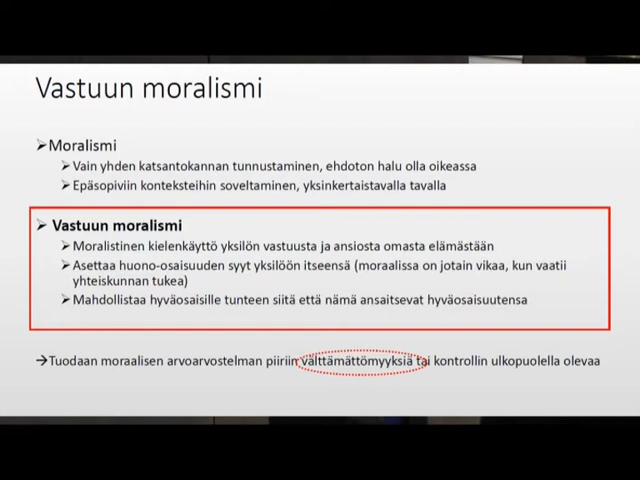 Vastuun moralismi
➢Moralismi
➢Vain yhden katsantokannan tunnustaminen, ehdoton halu olla oikeassa
➢Epäsopiviin konteksteihin soveltaminen, yksinkertaistavalla tavalla
➢ Vastuun moralismi
➢Moralistinen kielenkäyttö yksilön vastuusta ja ansiosta omasta elämästään
➢Asettaa huono-osaisuuden syyt yksilöön itseensä (moraalissa on jotain vikaa, kun vaatii
yhteiskunnan tukea)
➢Mahdollistaa hyväosaisille tunteen siitä että nämä ansaitsevat hyväosaisuutensa
→Tuodaan moraalisen arvoarvostelman piiriin välttämättömyyksiä tai kontrollin ulkopuolella olevaa